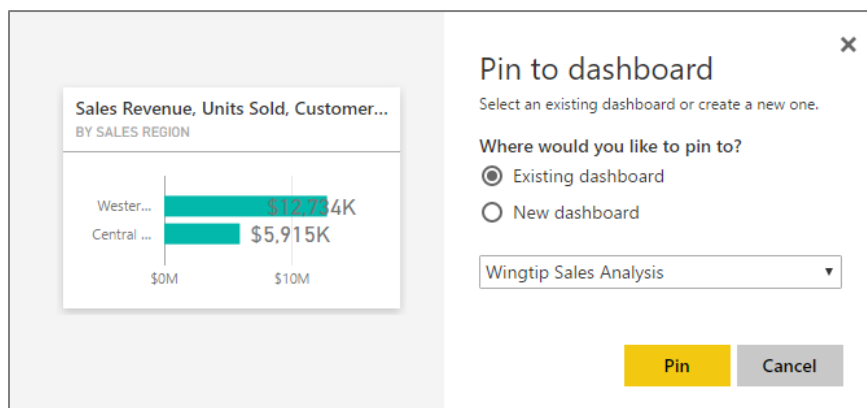 Sales Revenue, Units Sold, Customer...
BY SALES REGION
Wester...
$12,734K
Central ...
$5,915K
$0M
$10M
Pin to dashboard
Select an existing dashboard or create a new one.
Where would you like to pin to?
Existing dashboard
New dashboard
Wingtip Sales Analysis
Pin
Cancel